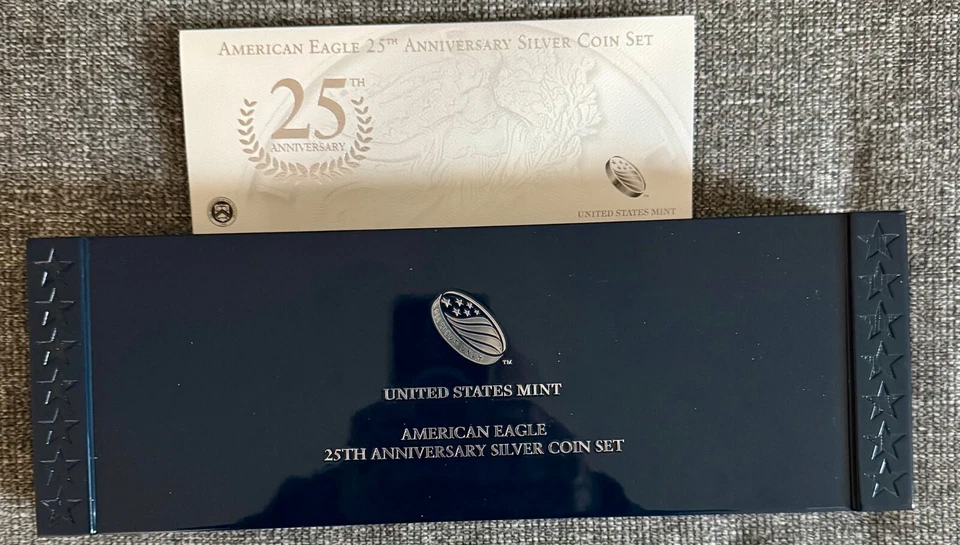 AMERICAN EAGLE 25TH ANNIVERSARY SILVER COIN SET
25TH
ANNIVERSARY
UNITED STATES MINT
TM
UNITED STATES MINT
AMERICAN EAGLE
25TH ANNIVERSARY SILVER COIN SET